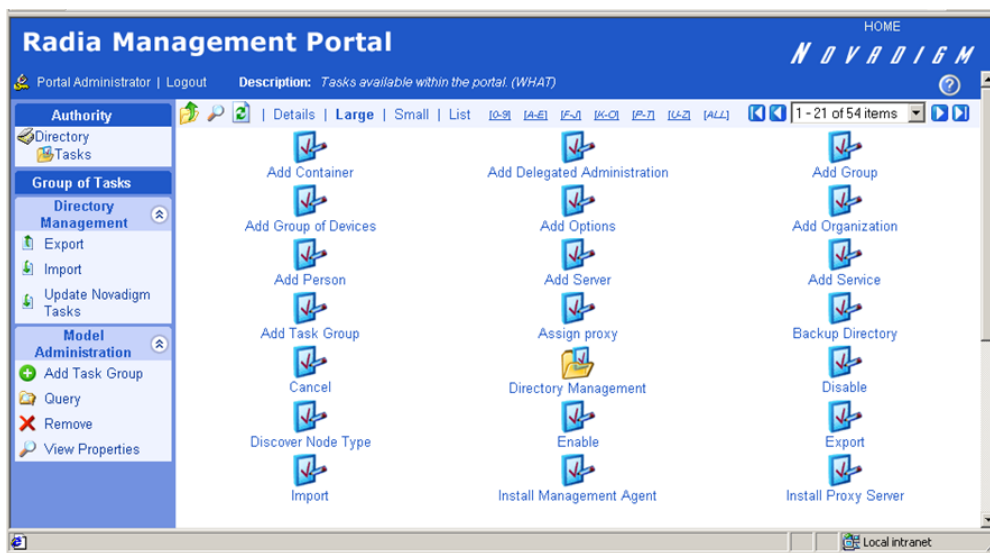 HOME
Radia Management Portal
NOVADIGM
Portal Administrator | Logout Description: Tasks available within the portal. (WHAT)
Authority
Directory
Tasks
Group of Tasks
Directory
Management
Export
Import
Update Novadigm
Tasks
Model
Administration
Add Task Group
Query
Remove
View Properties
| Details | Large | Small | List [0-9] [A-E] [F-J] [K-O] [P-T] [U-Z] [ALL] 1 - 21 of 54 items
Add Container Add Delegated Administration Add Group
Add Group of Devices Add Options Add Organization
Add Person Add Server Add Service
Add Task Group Assign proxy Backup Directory
Cancel Directory Management Disable
Discover Node Type Enable Export
Import Install Management Agent Install Proxy Server
Local intranet